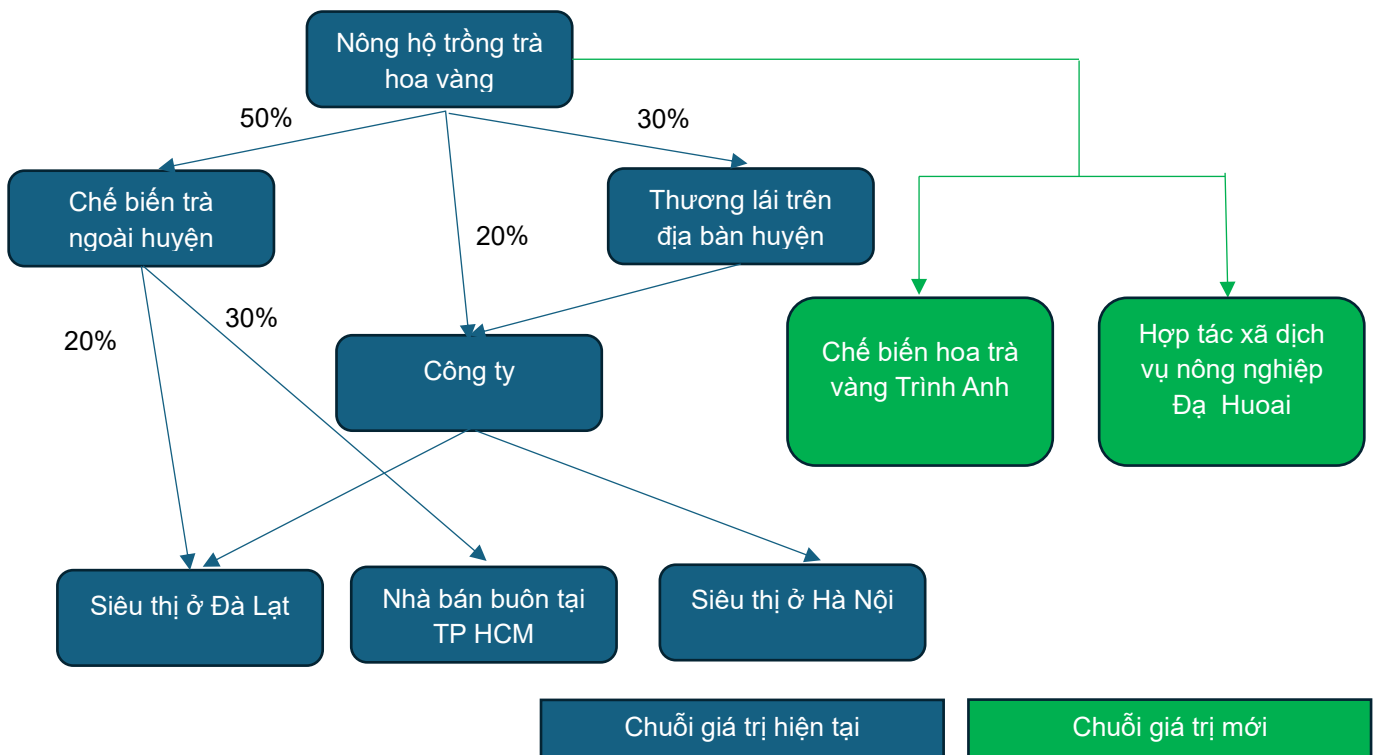 Nông hộ trồng trà
hoa vàng
50%
30%
Chế biến trà
ngoài huyện
20%
Thương lái trên
địa bàn huyện
20%
30%
Công ty
Chế biến hoa trà
vàng Trình Anh
Hợp tác xã dịch
vụ nông nghiệp
Đạ Huoai
Siêu thị ở Đà Lạt
Nhà bán buôn tại
TP HCM
Siêu thị ở Hà Nội
Chuỗi giá trị hiện tại
Chuỗi giá trị mới